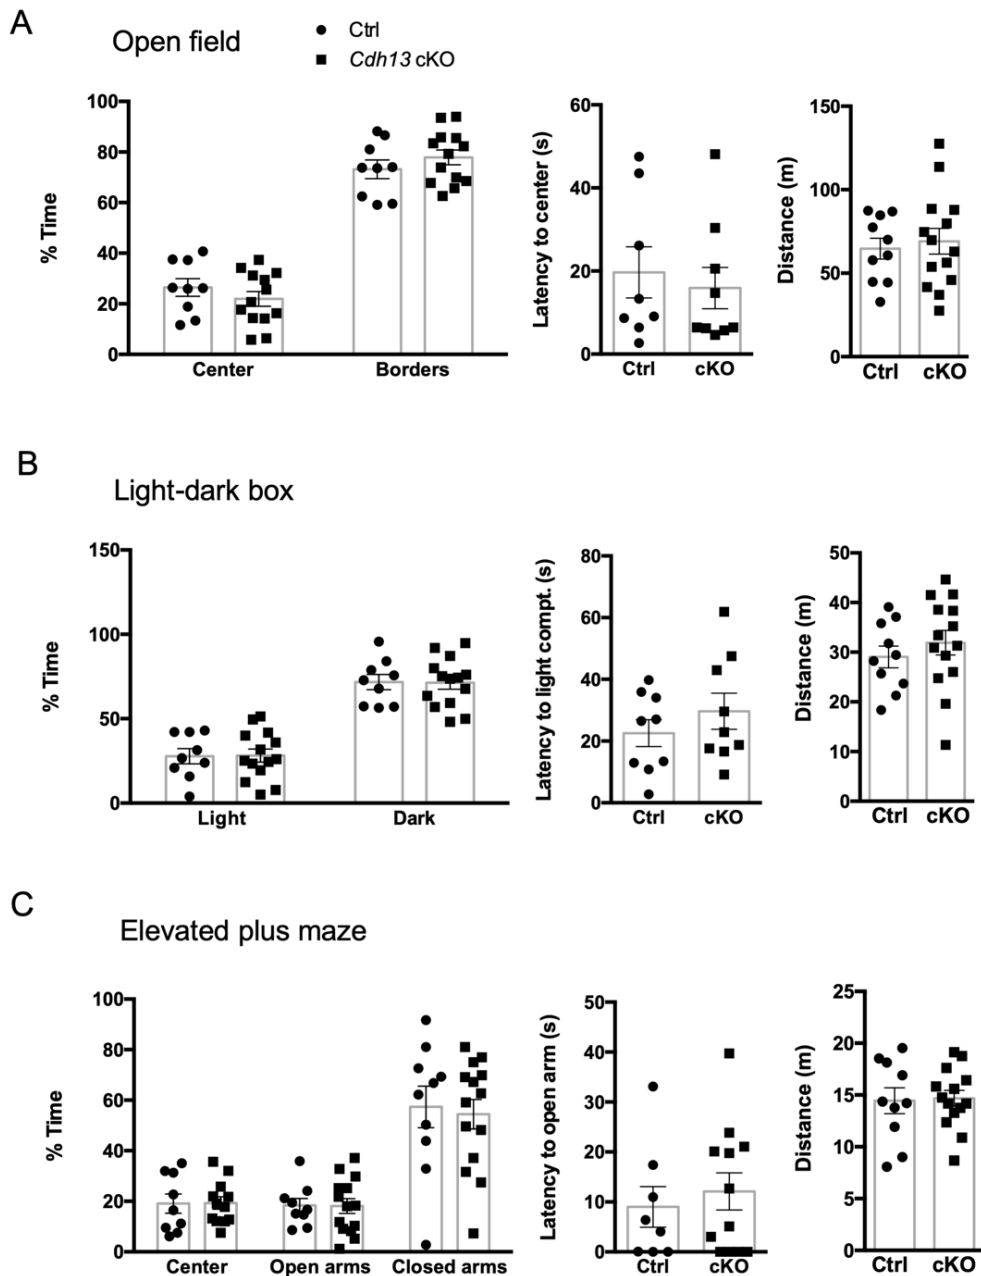 A
Open field
Ctrl
Cdh13 cKO
% Time
100
80
60
40
20
0
Center
Borders
Latency to center (s)
60
40
20
0
Ctrl
cKO
Distance (m)
150
100
50
0
Ctrl
cKO
B
Light-dark box
% Time
150
100
50
0
Light
Dark
Latency to light compt. (s)
80
60
40
20
0
Ctrl
cKO
Distance (m)
50
40
30
20
10
0
Ctrl
cKO
C
Elevated plus maze
% Time
100
80
60
40
20
0
Center
Open arms
Closed arms
Latency to open arm (s)
50
40
30
20
10
0
Ctrl
cKO
Distance (m)
25
20
15
10
5
0
Ctrl
cKO